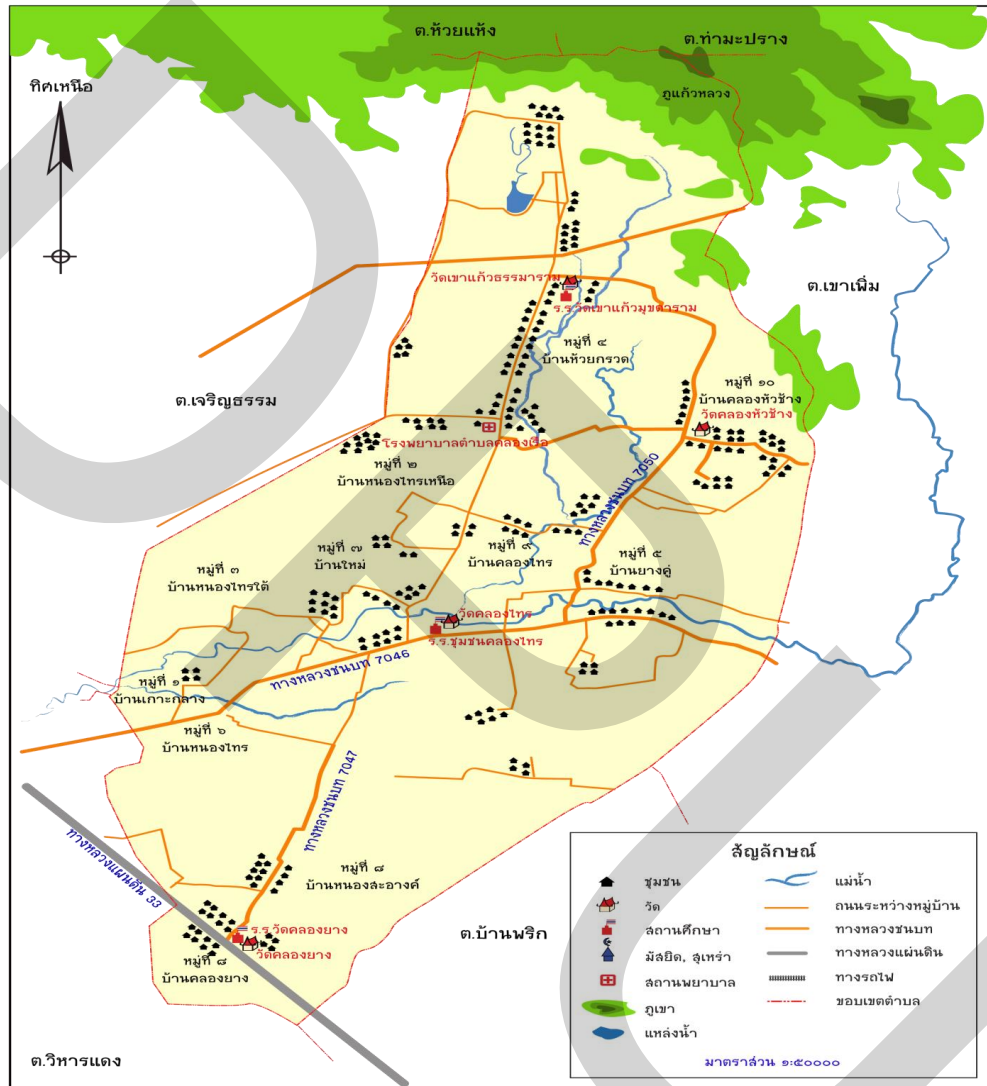 ต.ห้วยแห้ง
ต.ท่ามะปราง
ทิศเหนือ
ภูแก้วหลวง
วัดเขาแก้วธรรมาราม
ร.ร.วัดเขาแก้วมุขดาราม
ต.เขาเพิ่ม
หมู่ที่ ๔
บ้านห้วยกรวด
หมู่ที่ ๑๐
บ้านคลองหัวช้าง
วัดคลองหัวช้าง
ต.เจริญธรรม
โรงพยาบาลตำบลคลองเรือ
หมู่ที่ ๒
บ้านหนองไทรเหนือ
ทางหลวงชนบท 7050
หมู่ที่ ๗
บ้านใหม่
หมู่ที่ ๙
บ้านคลองไทร
หมู่ที่ ๕
บ้านยางคู่
หมู่ที่ ๓
บ้านหนองไทรใต้
วัดคลองไทร
ร.ร.ชุมชนคลองไทร
ทางหลวงชนบท 7046
หมู่ที่ ๑
บ้านเกาะกลาง
หมู่ที่ ๖
บ้านหนองไทร
ทางหลวงชนบท 7047
ทางหลวงแผ่นดิน 33
หมู่ที่ ๘
บ้านหนองสะอางค์
ร.ร.วัดคลองยาง
วัดคลองยาง
หมู่ที่ ๘
บ้านคลองยาง
ต.บ้านพริก
ต.วิหารแดง
สัญลักษณ์
ชุมชน
วัด
สถานศึกษา
มัสยิด, สุเหร่า
สถานพยาบาล
ภูเขา
แหล่งน้ำ
แม่น้ำ
ถนนระหว่างหมู่บ้าน
ทางหลวงชนบท
ทางหลวงแผ่นดิน
ทางรถไฟ
ขอบเขตตำบล
มาตราส่วน ๑:๕๐๐๐๐